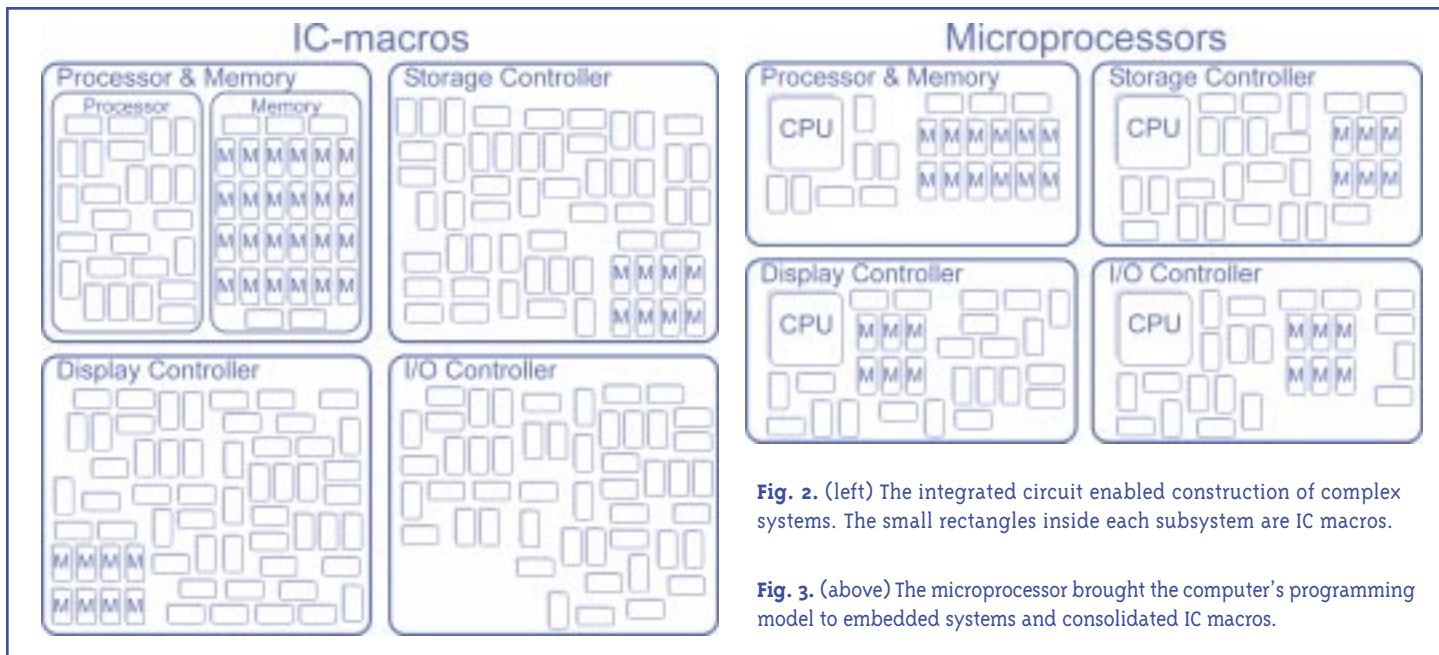 IC-macros
Processor & Memory
Processor
Memory
M M M M M M
M M M M M M
M M M M M M
M M M M M M
Storage Controller
M M M M
M M M M
Display Controller
M M M M
M M M M
I/O Controller
Microprocessors
Processor & Memory
CPU
M M M M M M
M M M M M M
Storage Controller
CPU
M M M
M M M
Display Controller
CPU
M M M
M M M
I/O Controller
CPU
M M M
M M M
Fig. 2. (left) The integrated circuit enabled construction of complex
systems. The small rectangles inside each subsystem are IC macros.
Fig. 3. (above) The microprocessor brought the computer's programming
model to embedded systems and consolidated IC macros.